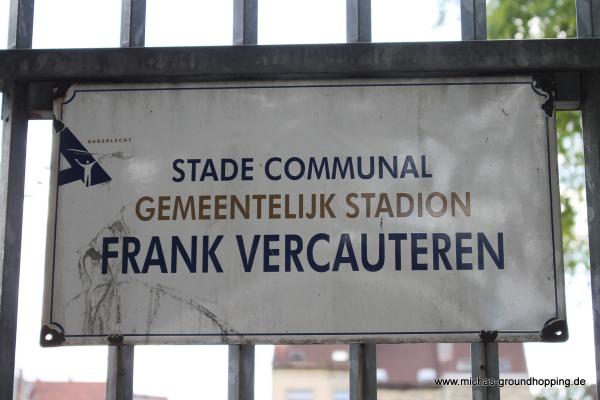 ANDERLECHT
STADE COMMUNAL
GEMEENTELIJK STADION
FRANK VERCAUTEREN
www.michas-groundhopping.de